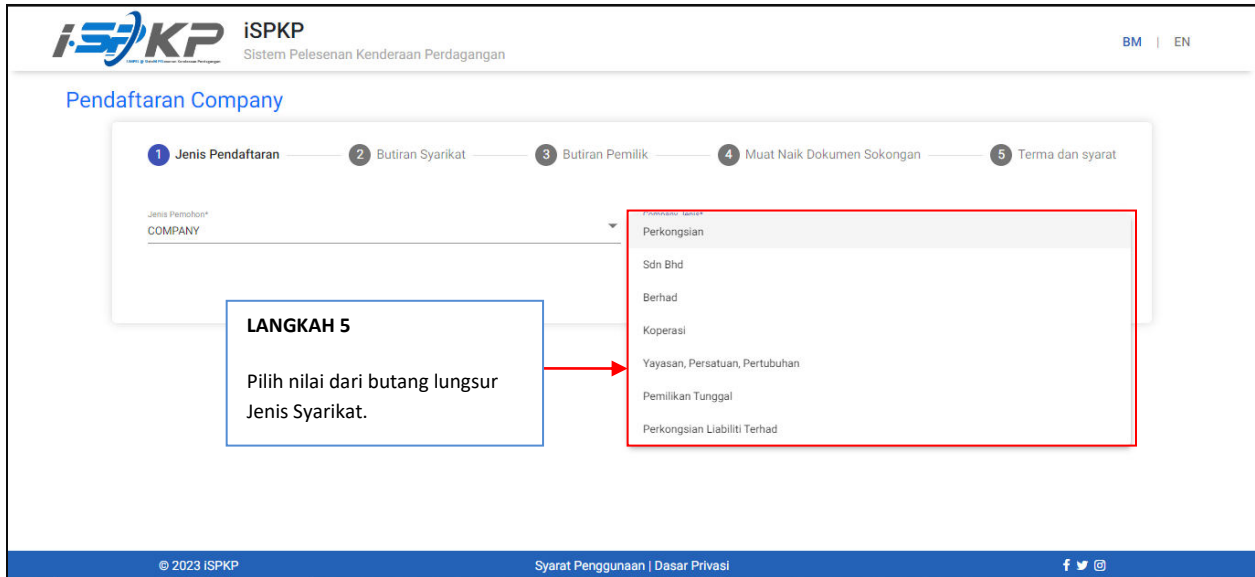 i-SPKP
iSPKP
Sistem Pelesenan Kenderaan Perdagangan
BM | EN
Pendaftaran Company
1 Jenis Pendaftaran
2 Butiran Syarikat
3 Butiran Pemilik
4 Muat Naik Dokumen Sokongan
5 Terma dan syarat
Jenis Pemohon*
COMPANY
Company Jenis*
Perkongsian
Sdn Bhd
Berhad
Koperasi
Yayasan, Persatuan, Pertubuhan
Pemilikan Tunggal
Perkongsian Liabiliti Terhad
LANGKAH 5
Pilih nilai dari butang lungsur
Jenis Syarikat.
© 2023 iSPKP
Syarat Penggunaan | Dasar Privasi